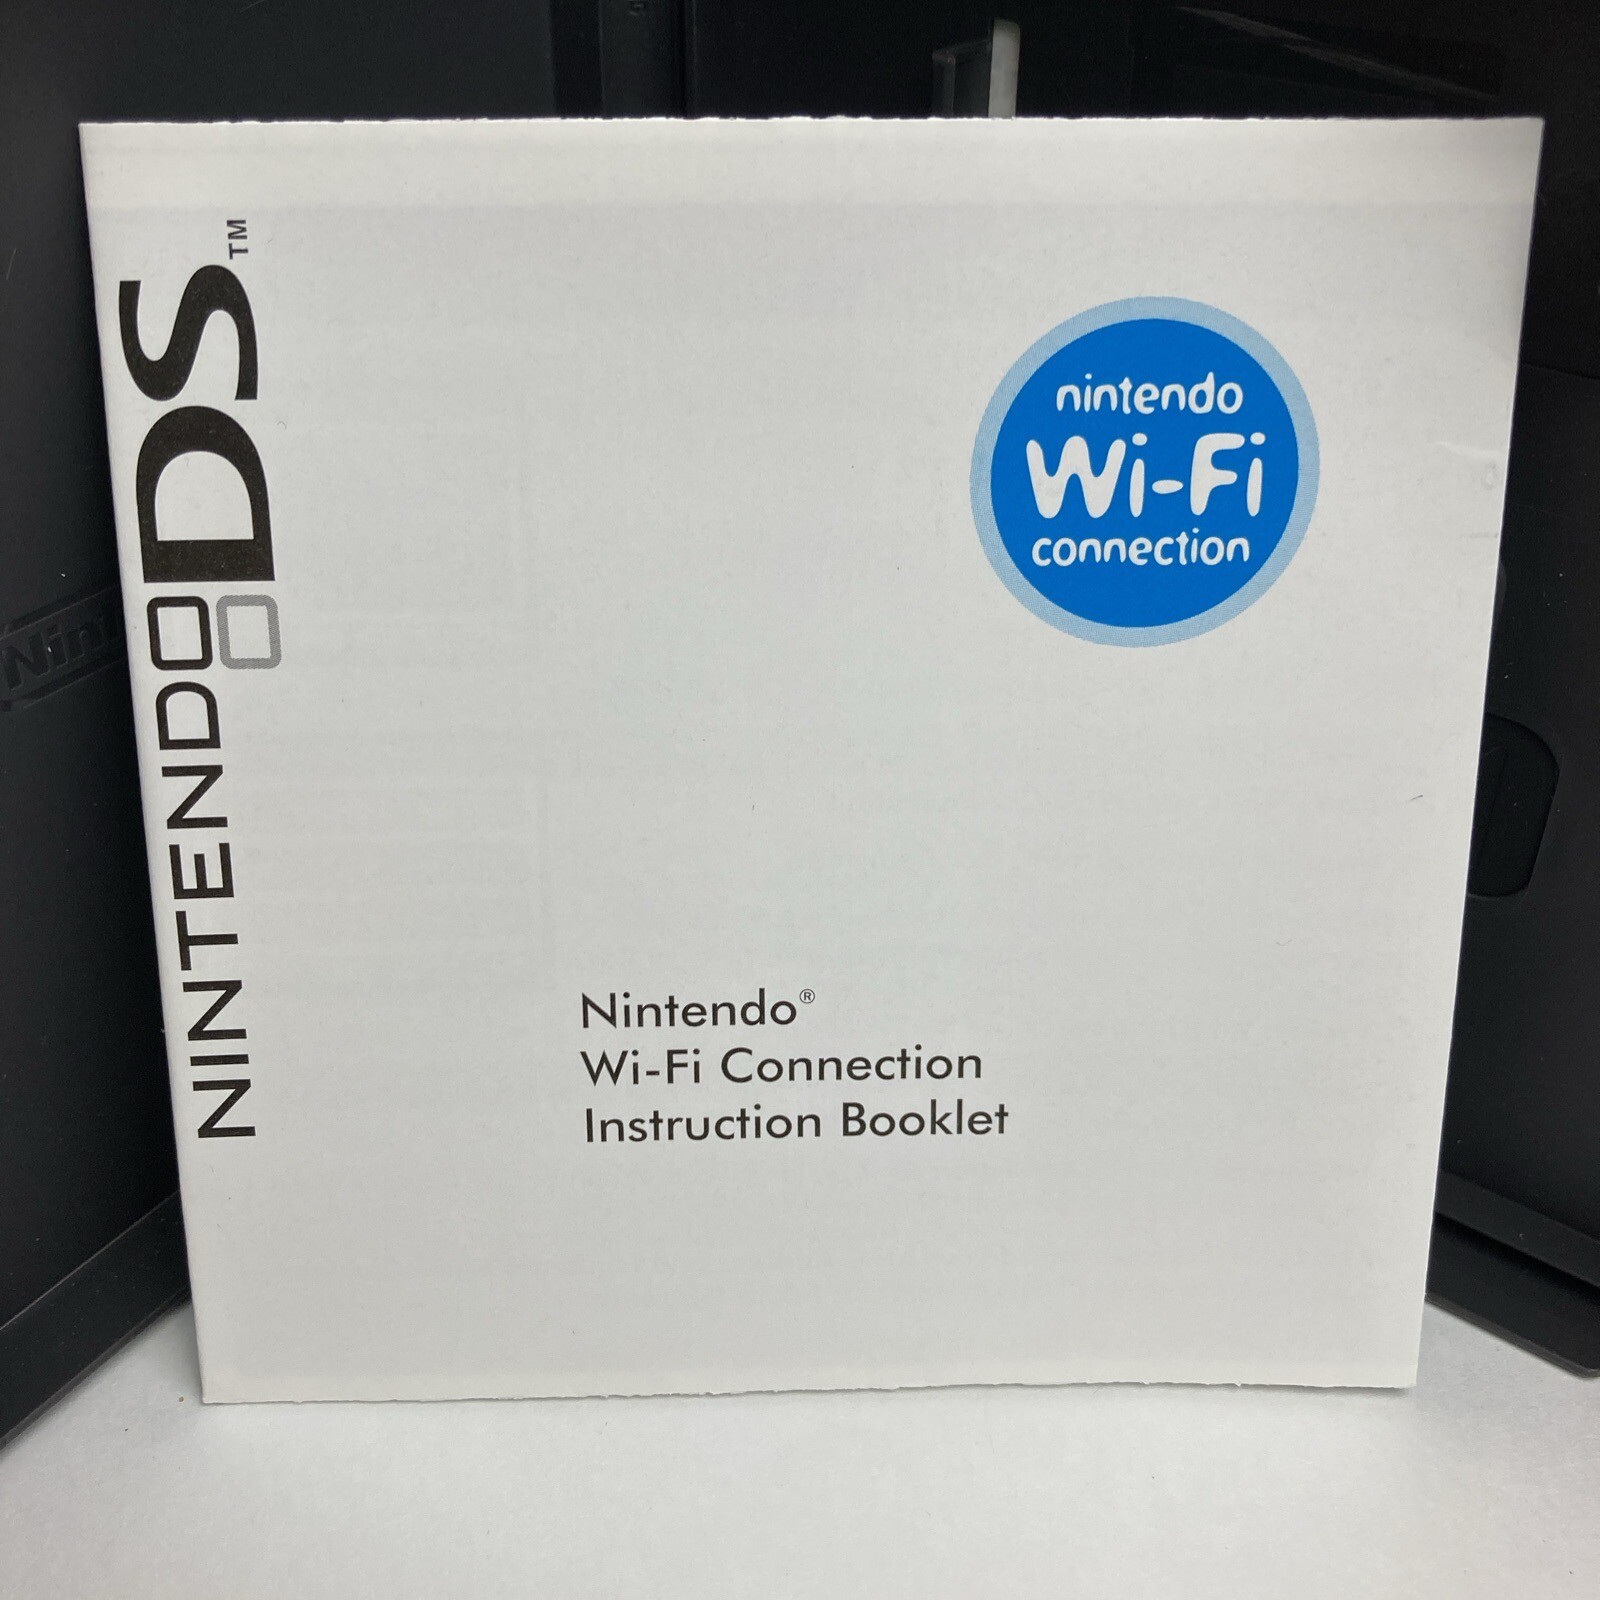 NINTENDO DS™
nintendo
Wi-Fi
connection
Nintendo®
Wi-Fi Connection
Instruction Booklet